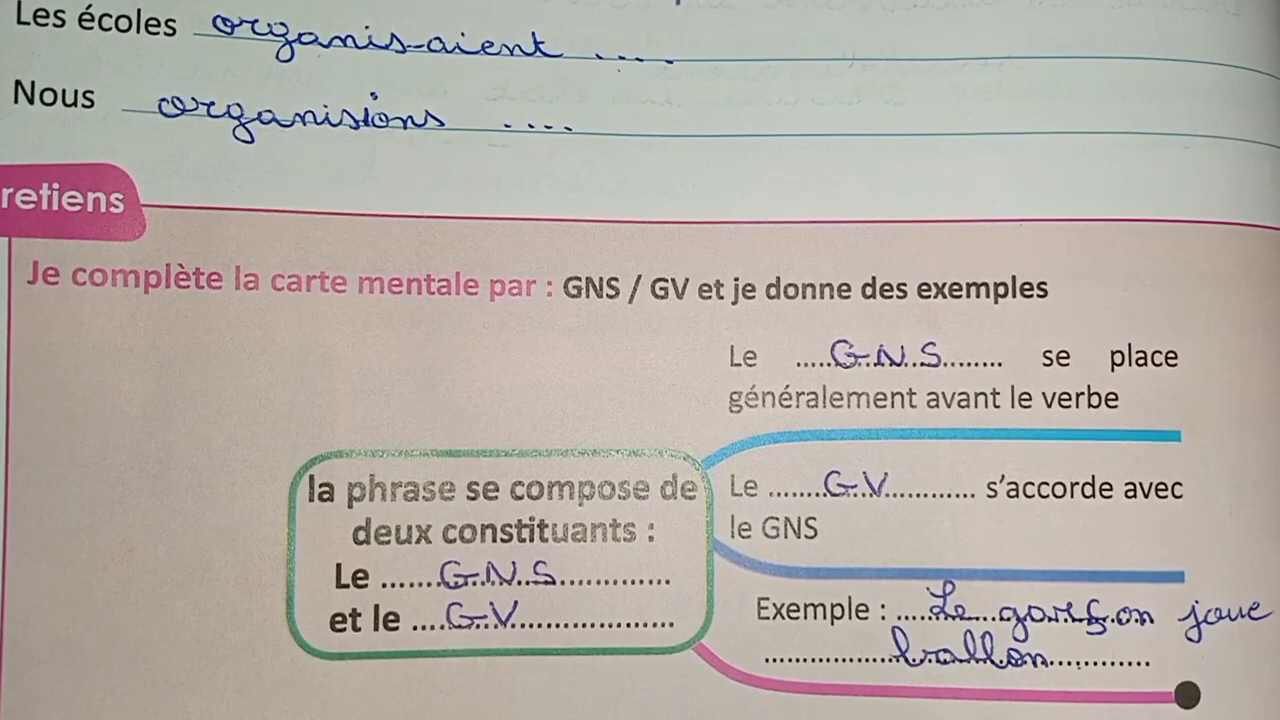 Les écoles organis-aient ....
Nous organisions ....
retiens
Je complète la carte mentale par : GNS / GV et je donne des exemples
Le .....G.N.S........ se place
généralement avant le verbe
la phrase se compose de
deux constituants :
Le ......G.N.S.............
et le ....G.V...................
Le ........G.V............ s'accorde avec
le GNS
Exemple : ....Le garçon joue
ballon